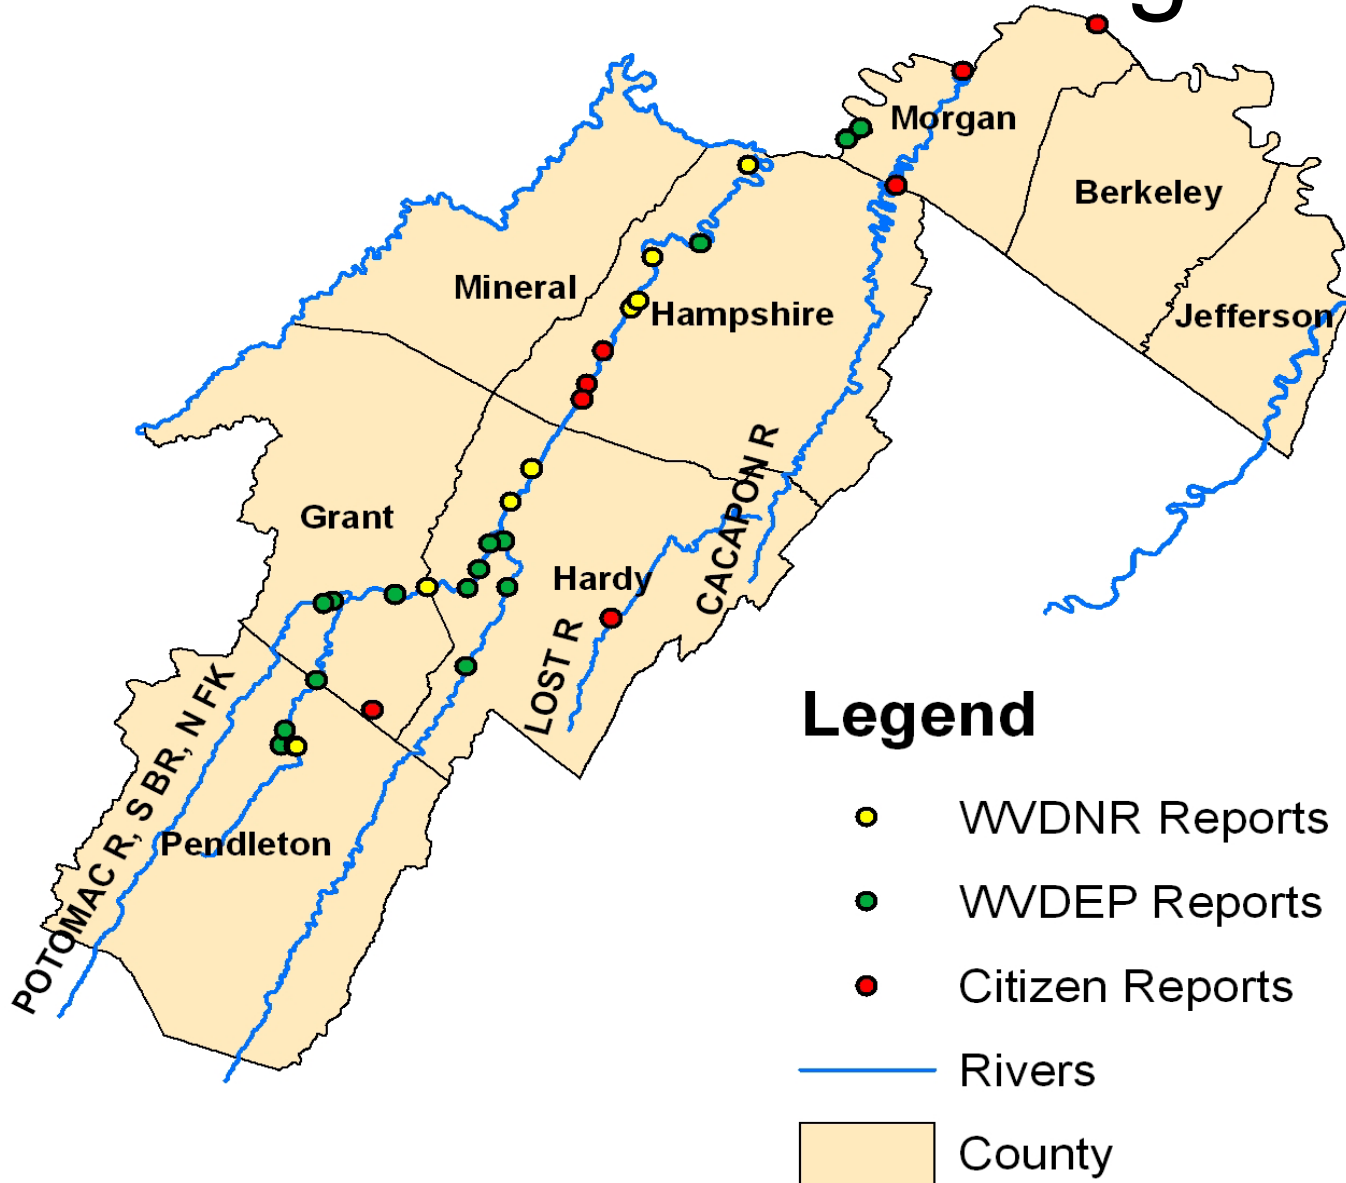 g
Morgan
Berkeley
Mineral
Hampshire
Jefferson
CACAPON R
Grant
Hardy
LOST R
POTOMAC R, S BR, N FK
Pendleton
Legend
WVDNR Reports
WVDEP Reports
Citizen Reports
Rivers
County